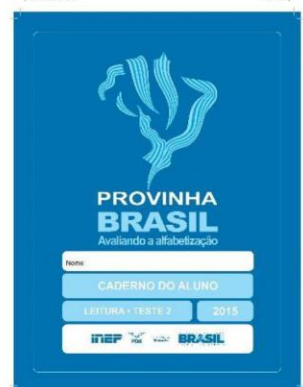 PROVINHA
BRASIL
Avaliando a alfabetização
Nome:
CADERNO DO ALUNO
LEITURA • TESTE 2 2015
INEP BRASIL